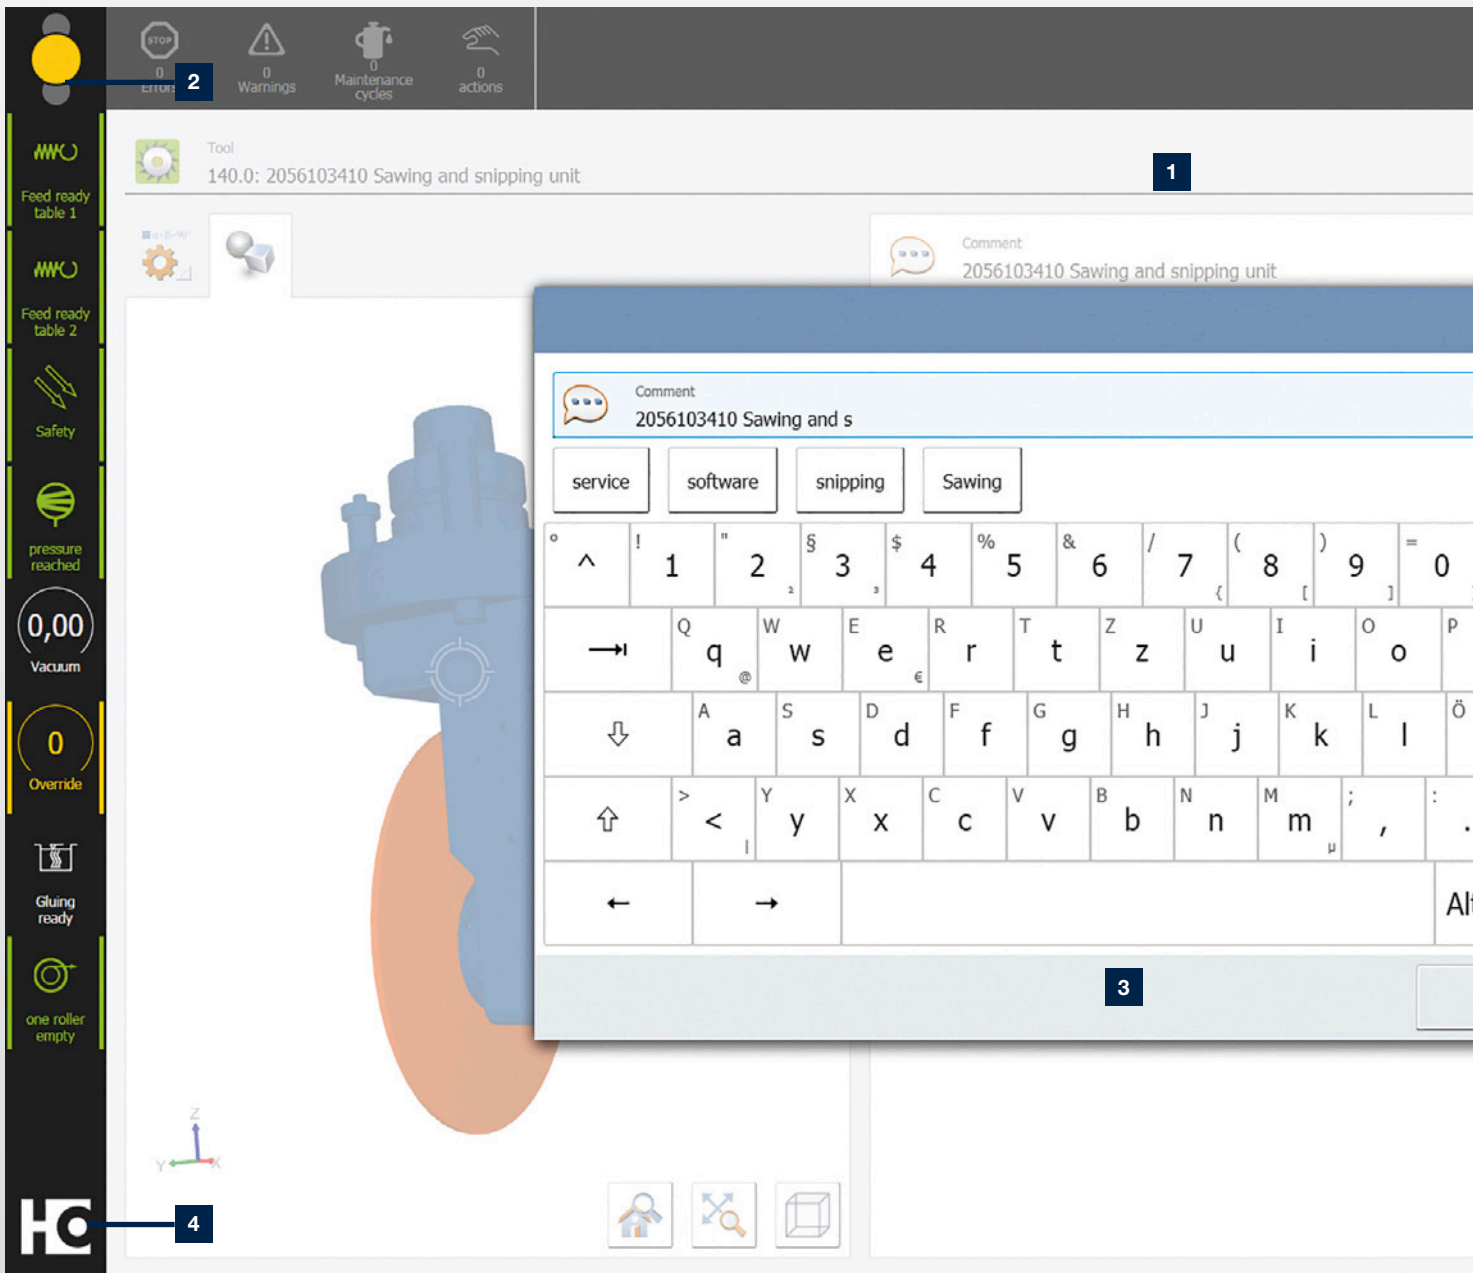 STOP
0
Errors
2
0
Warnings
0
Maintenance
cycles
0
actions
Feed ready
table 1
Feed ready
table 2
Safety
pressure
reached
0,00
Vacuum
0
Override
Gluing
ready
one roller
empty
HC
4
Tool
140.0: 2056103410 Sawing and snipping unit
1
α+β=90°
Comment
2056103410 Sawing and snipping unit
Comment
2056103410 Sawing and s
service software snipping Sawing
° ^ ! 1 " 2 ² § 3 ³ $ 4 % 5 & 6 / 7 { ( 8 [ ) 9 ] = 0
Q q @ W w E e € R r T t Z z U u I i O o P
A a S s D d F f G g H h J j K k L l Ö
> < | Y y X x C c V v B b N n M m µ ; , : .
← → Alt
3
Z
Y X